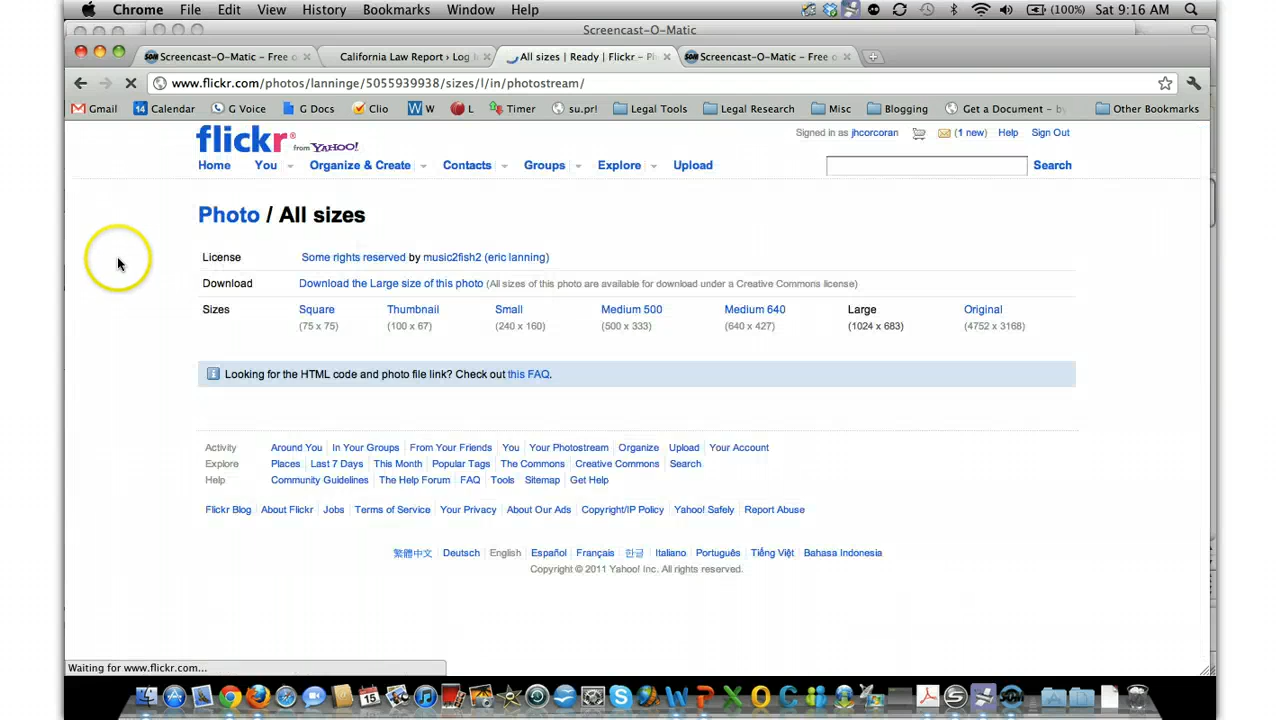 Chrome File Edit View History Bookmarks Window Help (100%) Sat 9:16 AM
Screencast-O-Matic
Screencast-O-Matic - Free o California Law Report › Log I All sizes | Ready | Flickr - P Screencast-O-Matic - Free o
www.flickr.com/photos/lanninge/5055939938/sizes/l/in/photostream/
Gmail 14 Calendar G Voice G Docs Clio W L Timer su.pr! Legal Tools Legal Research Misc Blogging Get a Document - by Other Bookmarks
flickr from YAHOO! Signed in as jhcorcoran (1 new) Help Sign Out
Home You Organize & Create Contacts Groups Explore Upload Search
Photo / All sizes
License Some rights reserved by music2fish2 (eric lanning)
Download Download the Large size of this photo (All sizes of this photo are available for download under a Creative Commons license)
Sizes Square Thumbnail Small Medium 500 Medium 640 Large Original
(75 x 75) (100 x 67) (240 x 160) (500 x 333) (640 x 427) (1024 x 683) (4752 x 3168)
Looking for the HTML code and photo file link? Check out this FAQ.
Activity Around You In Your Groups From Your Friends You Your Photostream Organize Upload Your Account
Explore Places Last 7 Days This Month Popular Tags The Commons Creative Commons Search
Help Community Guidelines The Help Forum FAQ Tools Sitemap Get Help
Flickr Blog About Flickr Jobs Terms of Service Your Privacy About Our Ads Copyright/IP Policy Yahoo! Safely Report Abuse
繁體中文 Deutsch English Español Français 한글 Italiano Português Tiếng Việt Bahasa Indonesia
Copyright © 2011 Yahoo! Inc. All rights reserved.
Waiting for www.flickr.com...